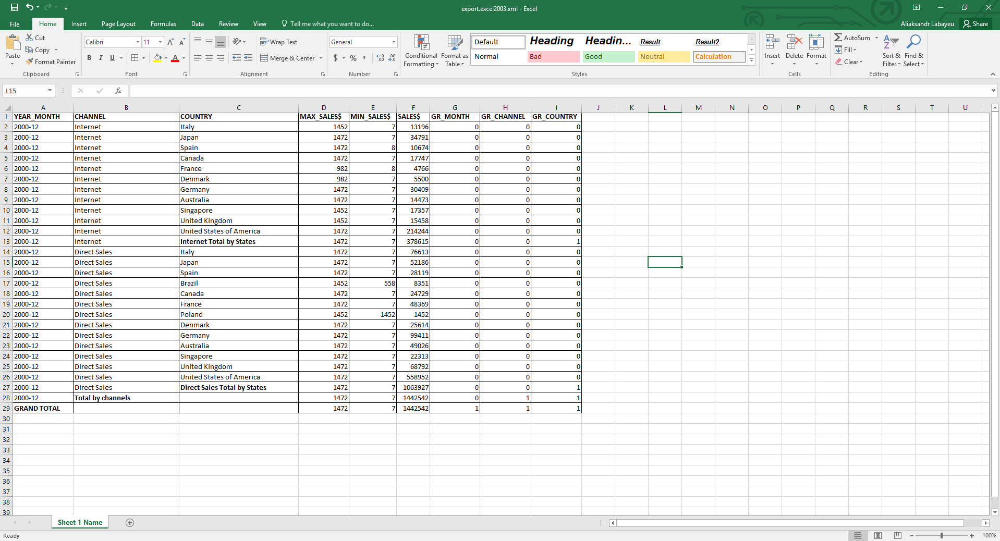 export.excel2003.xml - Excel
File Home Insert Page Layout Formulas Data Review View Tell me what you want to do... Aliaksandr Labayeu Share
Paste
Cut
Copy
Format Painter
Clipboard
Calibri 11
B I U
Font
Wrap Text
Merge & Center
Alignment
General
$ % ,
Number
Conditional Formatting
Format as Table
Default Heading Headin... Result Result2
Normal Bad Good Neutral Calculation
Styles
Insert Delete Format
Cells
AutoSum
Fill
Clear
Sort & Filter
Find & Select
Editing
L15 fx
A B C D E F G H I J K L M N O P Q R S T U
1 YEAR_MONTH CHANNEL COUNTRY MAX_SALES$ MIN_SALES$ SALES$ GR_MONTH GR_CHANNEL GR_COUNTRY
2 2000-12 Internet Italy 1452 7 13196 0 0 0
3 2000-12 Internet Japan 1472 7 34791 0 0 0
4 2000-12 Internet Spain 1472 8 10674 0 0 0
5 2000-12 Internet Canada 1472 7 17747 0 0 0
6 2000-12 Internet France 982 8 4766 0 0 0
7 2000-12 Internet Denmark 982 7 5500 0 0 0
8 2000-12 Internet Germany 1472 7 30409 0 0 0
9 2000-12 Internet Australia 1472 7 14473 0 0 0
10 2000-12 Internet Singapore 1452 7 17357 0 0 0
11 2000-12 Internet United Kingdom 1452 7 15458 0 0 0
12 2000-12 Internet United States of America 1472 7 214244 0 0 0
13 2000-12 Internet Internet Total by States 1472 7 378615 0 0 1
14 2000-12 Direct Sales Italy 1472 7 76613 0 0 0
15 2000-12 Direct Sales Japan 1472 7 52186 0 0 0
16 2000-12 Direct Sales Spain 1472 7 28119 0 0 0
17 2000-12 Direct Sales Brazil 1452 558 8351 0 0 0
18 2000-12 Direct Sales Canada 1472 7 24729 0 0 0
19 2000-12 Direct Sales France 1472 7 48369 0 0 0
20 2000-12 Direct Sales Poland 1452 1452 1452 0 0 0
21 2000-12 Direct Sales Denmark 1472 7 25614 0 0 0
22 2000-12 Direct Sales Germany 1472 7 99411 0 0 0
23 2000-12 Direct Sales Australia 1472 7 49026 0 0 0
24 2000-12 Direct Sales Singapore 1472 7 22313 0 0 0
25 2000-12 Direct Sales United Kingdom 1472 7 68792 0 0 0
26 2000-12 Direct Sales United States of America 1472 7 558952 0 0 0
27 2000-12 Direct Sales Direct Sales Total by States 1472 7 1063927 0 0 1
28 2000-12 Total by channels 1472 7 1442542 0 1 1
29 GRAND TOTAL 1472 7 1442542 1 1 1
30
31
32
33
34
35
36
37
38
39
Sheet 1 Name
Ready 100%